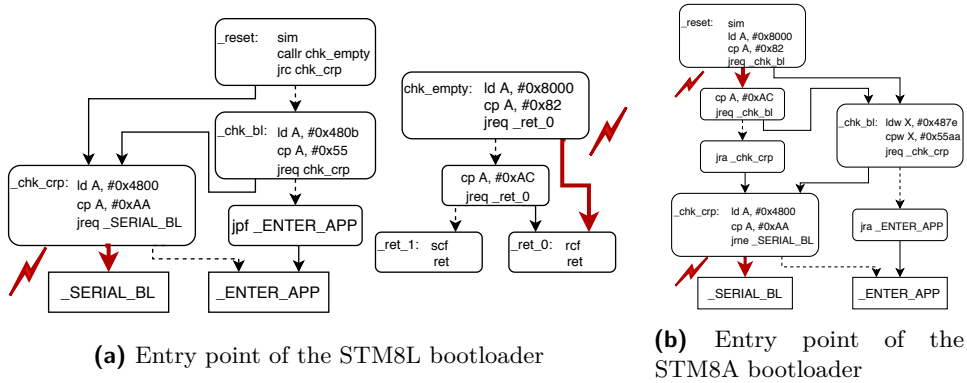 _reset: sim
callr chk_empty
jrc chk_crp
_chk_bl: ld A, #0x480b
cp A, #0x55
jreq chk_crp
_chk_crp: ld A, #0x4800
cp A, #0xAA
jreq _SERIAL_BL
jpf _ENTER_APP
_SERIAL_BL
_ENTER_APP
chk_empty: ld A, #0x8000
cp A, #0x82
jreq _ret_0
cp A, #0xAC
jreq _ret_0
_ret_1: scf
ret
_ret_0: rcf
ret
(a) Entry point of the STM8L bootloader
_reset: sim
ld A, #0x8000
cp A, #0x82
jreq _chk_bl
cp A, #0xAC
jreq _chk_bl
_chk_bl: ldw X, #487e
cpw X, #0x55aa
jreq _chk_crp
jra _chk_crp
_chk_crp: ld A, #0x4800
cp A, #0xAA
jrne _SERIAL_BL
jra _ENTER_APP
_SERIAL_BL
_ENTER_APP
(b) Entry point of the
STM8A bootloader